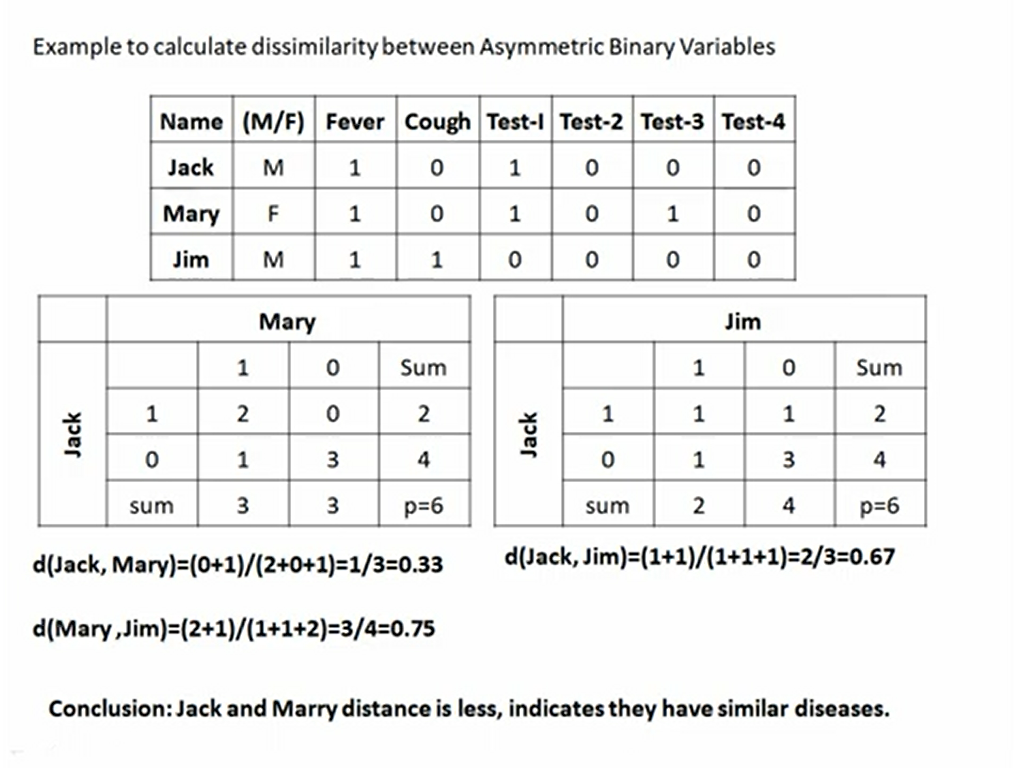 Example to calculate dissimilarity between Asymmetric Binary Variables
Name (M/F) Fever Cough Test-I Test-2 Test-3 Test-4
Jack M 1 0 1 0 0 0
Mary F 1 0 1 0 1 0
Jim M 1 1 0 0 0 0
Mary
1 0 Sum
Jack
1 2 0 2
0 1 3 4
sum 3 3 p=6
Jim
1 0 Sum
Jack
1 1 1 2
0 1 3 4
sum 2 4 p=6
d(Jack, Mary)=(0+1)/(2+0+1)=1/3=0.33
d(Jack, Jim)=(1+1)/(1+1+1)=2/3=0.67
d(Mary ,Jim)=(2+1)/(1+1+2)=3/4=0.75
Conclusion: Jack and Marry distance is less, indicates they have similar diseases.